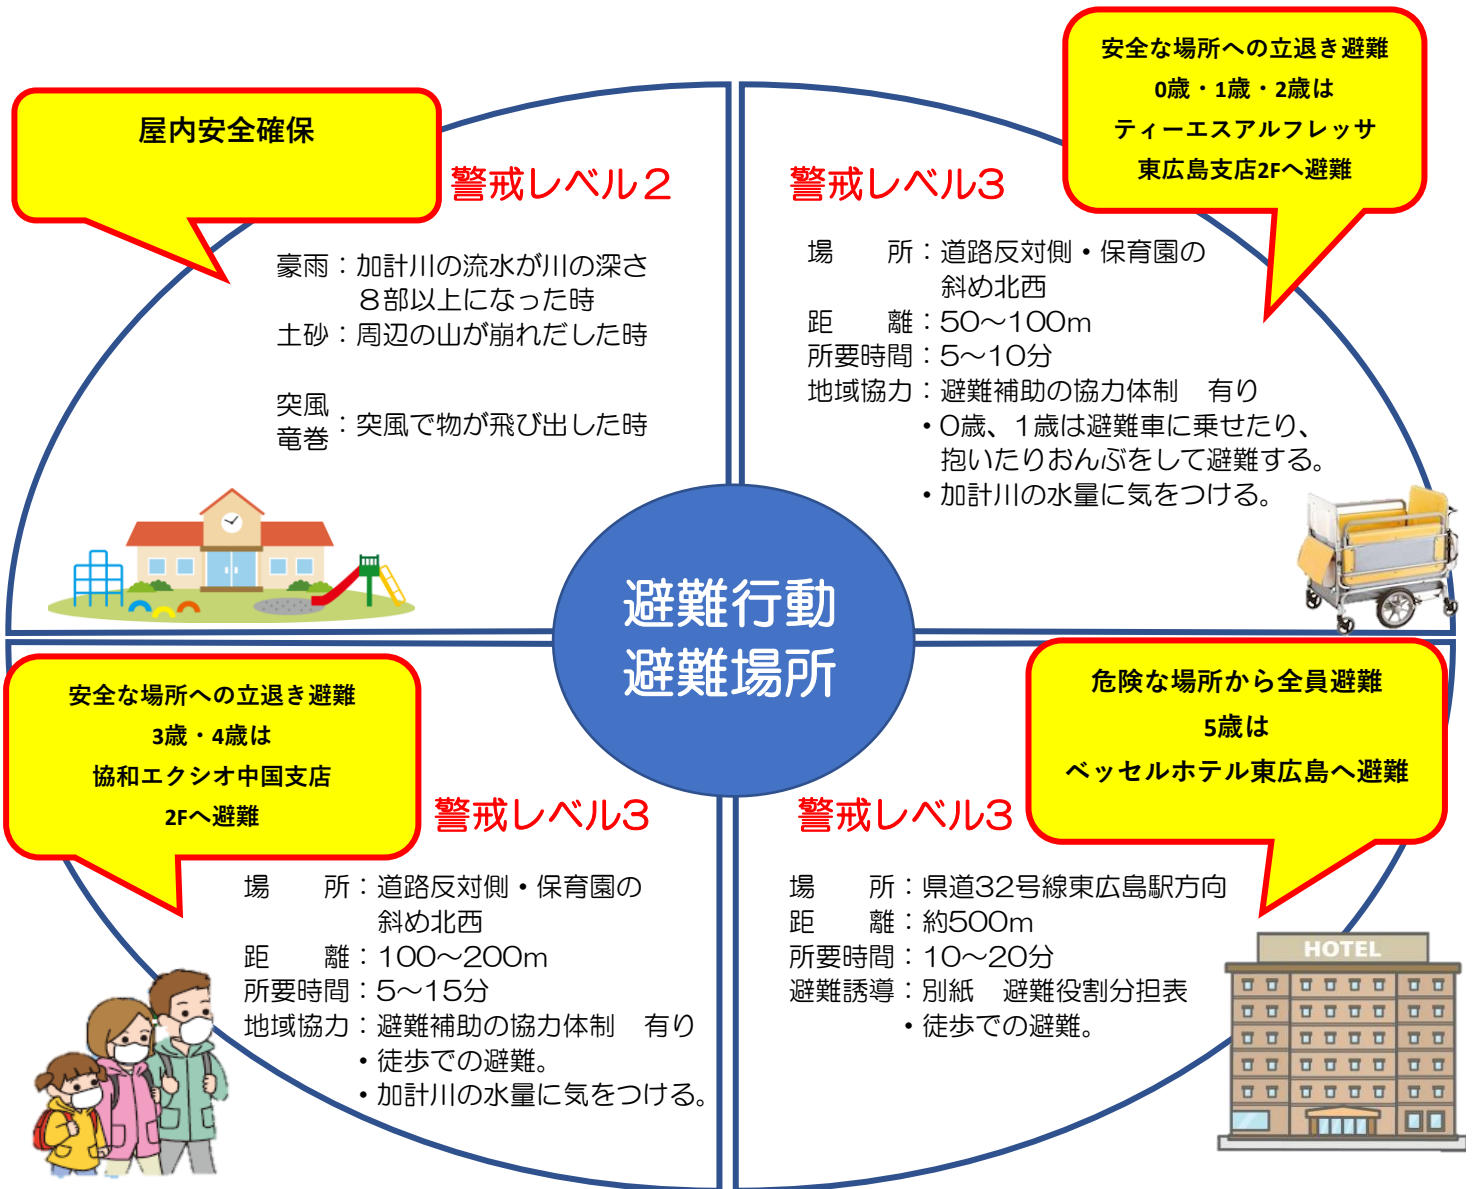 屋内安全確保
警戒レベル２
豪雨：加計川の流水が川の深さ
８部以上になった時
土砂：周辺の山が崩れだした時
突風
竜巻
：突風で物が飛び出した時
安全な場所への立退き避難
0歳・1歳・2歳は
ティーエスアルフレッサ
東広島支店2Fへ避難
警戒レベル3
場　　所：道路反対側・保育園の
斜め北西
距　　離：50～100m
所要時間：5～10分
地域協力：避難補助の協力体制　有り
・0歳、1歳は避難車に乗せたり、
抱いたりおんぶをして避難する。
・加計川の水量に気をつける。
避難行動
避難場所
安全な場所への立退き避難
3歳・4歳は
協和エクシオ中国支店
2Fへ避難
警戒レベル3
場　　所：道路反対側・保育園の
斜め北西
距　　離：100～200m
所要時間：5～15分
地域協力：避難補助の協力体制　有り
・徒歩での避難。
・加計川の水量に気をつける。
危険な場所から全員避難
5歳は
ベッセルホテル東広島へ避難
警戒レベル3
場　　所：県道32号線東広島駅方向
距　　離：約500m
所要時間：10～20分
避難誘導：別紙　避難役割分担表
・徒歩での避難。
HOTEL